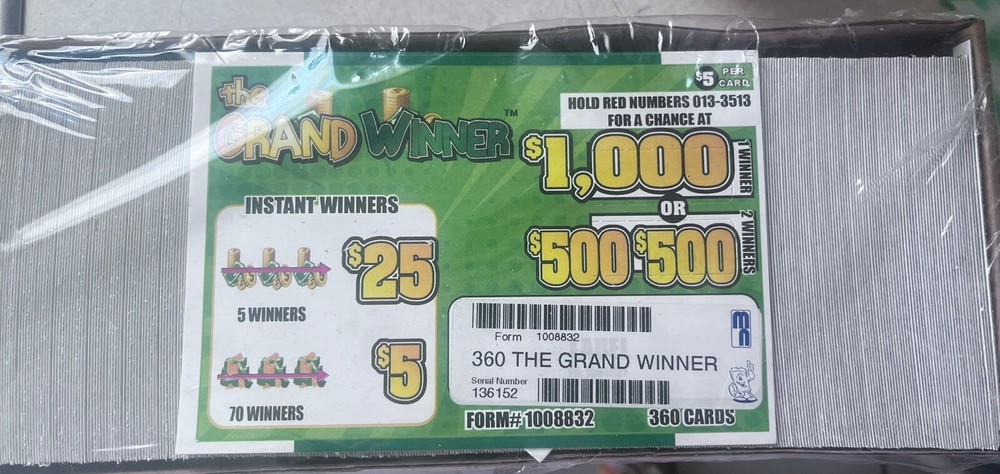 the
GRAND WINNER™
$5 PER
CARD
HOLD RED NUMBERS 013-3513
FOR A CHANCE AT
$1,000
1 WINNER
OR
$500 $500
2 WINNERS
INSTANT WINNERS
$25
5 WINNERS
$5
70 WINNERS
Form 1008832
360 THE GRAND WINNER
Serial Number
136152
FORM# 1008832
360 CARDS